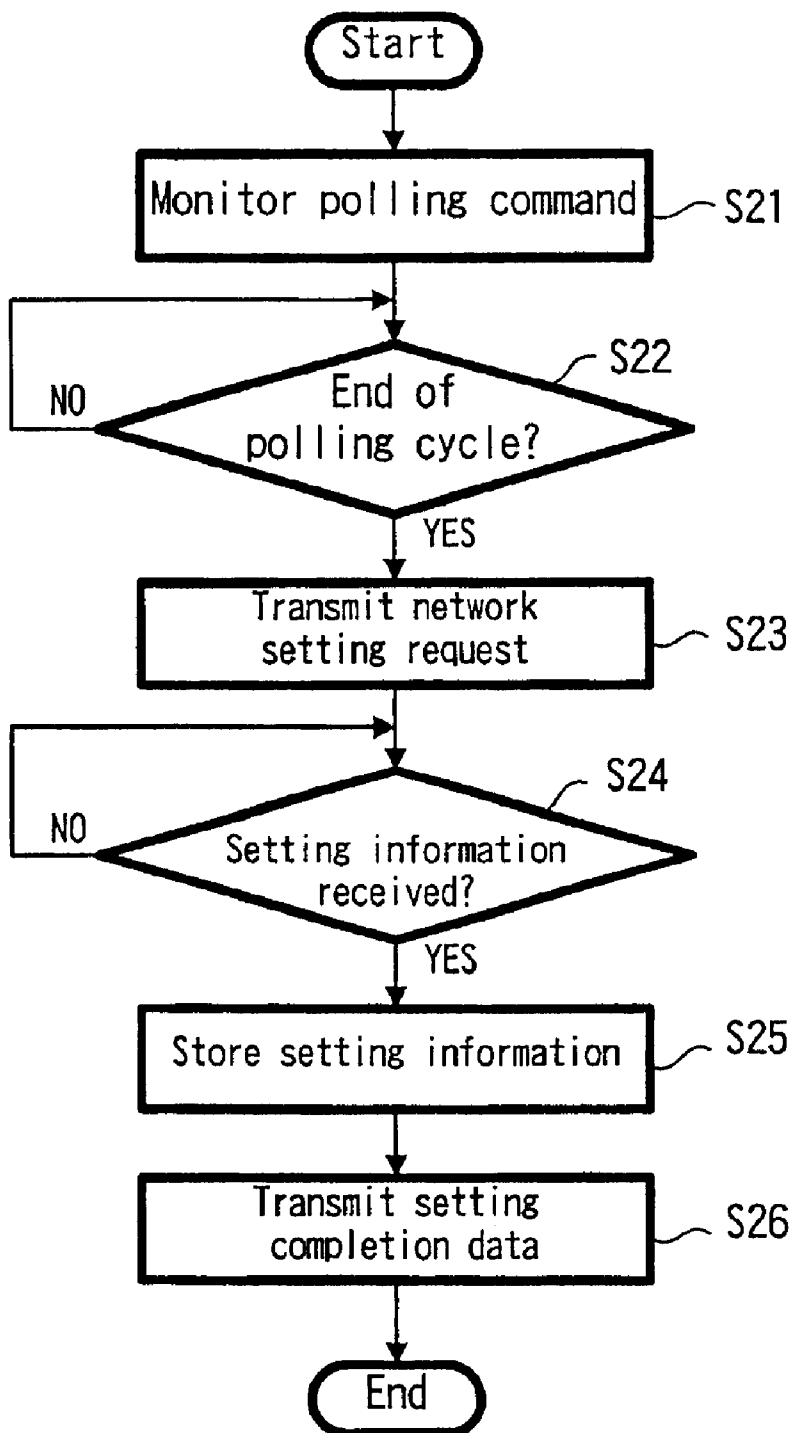 Start
Monitor polling command
S21
S22
End of
polling cycle?
NO
YES
Transmit network
setting request
S23
S24
Setting information
received?
NO
YES
Store setting information
S25
Transmit setting
completion data
S26
End